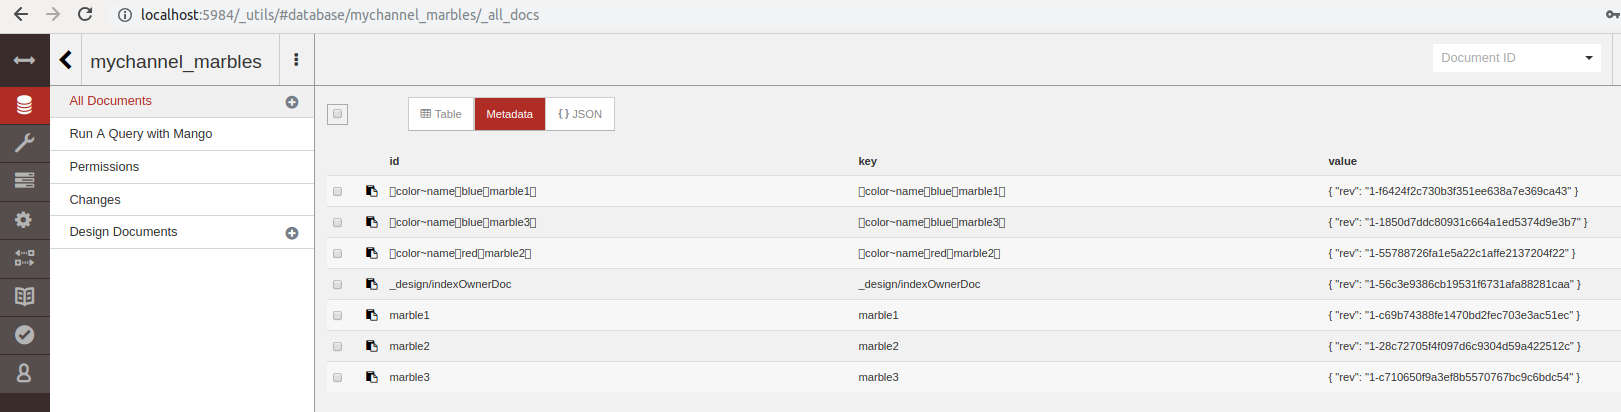 localhost:5984/_utils/#database/mychannel_marbles/_all_docs
mychannel_marbles
Document ID
All Documents
Run A Query with Mango
Permissions
Changes
Design Documents
Table Metadata {} JSON
id key value
▯color~name▯blue▯marble1▯ ▯color~name▯blue▯marble1▯ { "rev": "1-f6424f2c730b3f351ee638a7e369ca43" }
▯color~name▯blue▯marble3▯ ▯color~name▯blue▯marble3▯ { "rev": "1-1850d7ddc80931c664a1ed5374d9e3b7" }
▯color~name▯red▯marble2▯ ▯color~name▯red▯marble2▯ { "rev": "1-55788726fa1e5a22c1affe2137204f22" }
_design/indexOwnerDoc _design/indexOwnerDoc { "rev": "1-56c3e9386cb19531f6731afa88281caa" }
marble1 marble1 { "rev": "1-c69b74388fe1470bd2fec703e3ac51ec" }
marble2 marble2 { "rev": "1-28c72705f4f097d6c9304d59a422512c" }
marble3 marble3 { "rev": "1-c710650f9a3ef8b5570767bc9c6bdc54" }